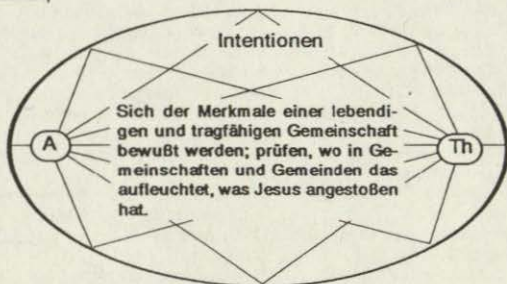 Intentionen
Sich der Merkmale einer lebendi-
gen und tragfähigen Gemeinschaft
A bewußt werden; prüfen, wo in Ge- Th
meinschaften und Gemeinden das
aufleuchtet, was Jesus angestoßen
hat.